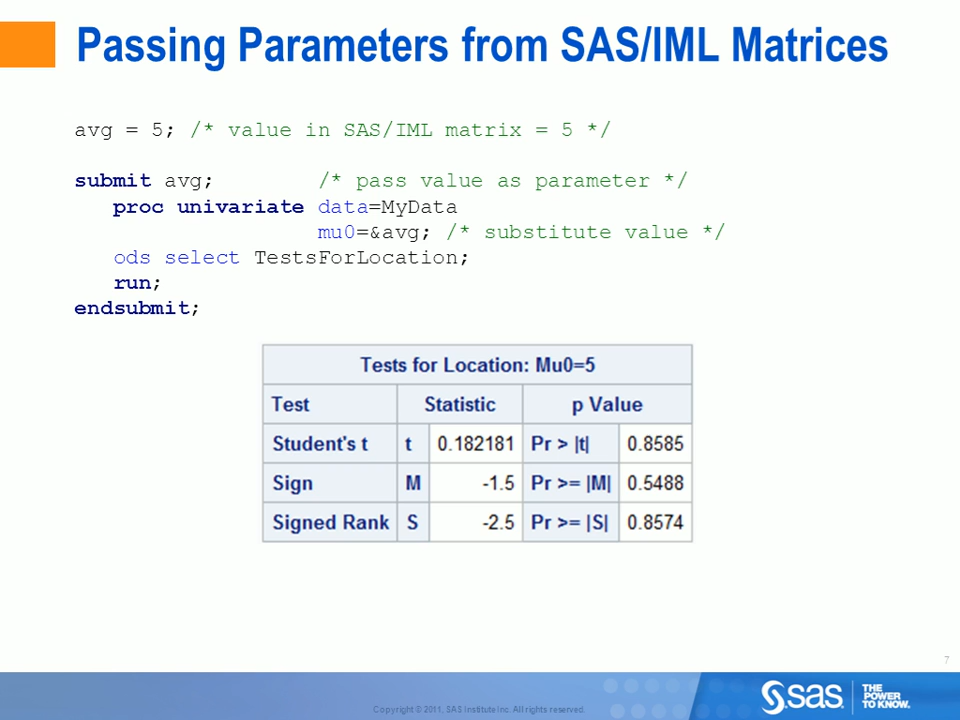 Passing Parameters from SAS/IML Matrices
avg = 5; /* value in SAS/IML matrix = 5 */
submit avg; /* pass value as parameter */
proc univariate data=MyData
mu0=&avg; /* substitute value */
ods select TestsForLocation;
run;
endsubmit;
Tests for Location: Mu0=5
Test Statistic p Value
Student's t t 0.182181 Pr > |t| 0.8585
Sign M -1.5 Pr >= |M| 0.5488
Signed Rank S -2.5 Pr >= |S| 0.8574
7
Copyright © 2011, SAS Institute Inc. All rights reserved.
sas THE
POWER
TO KNOW.